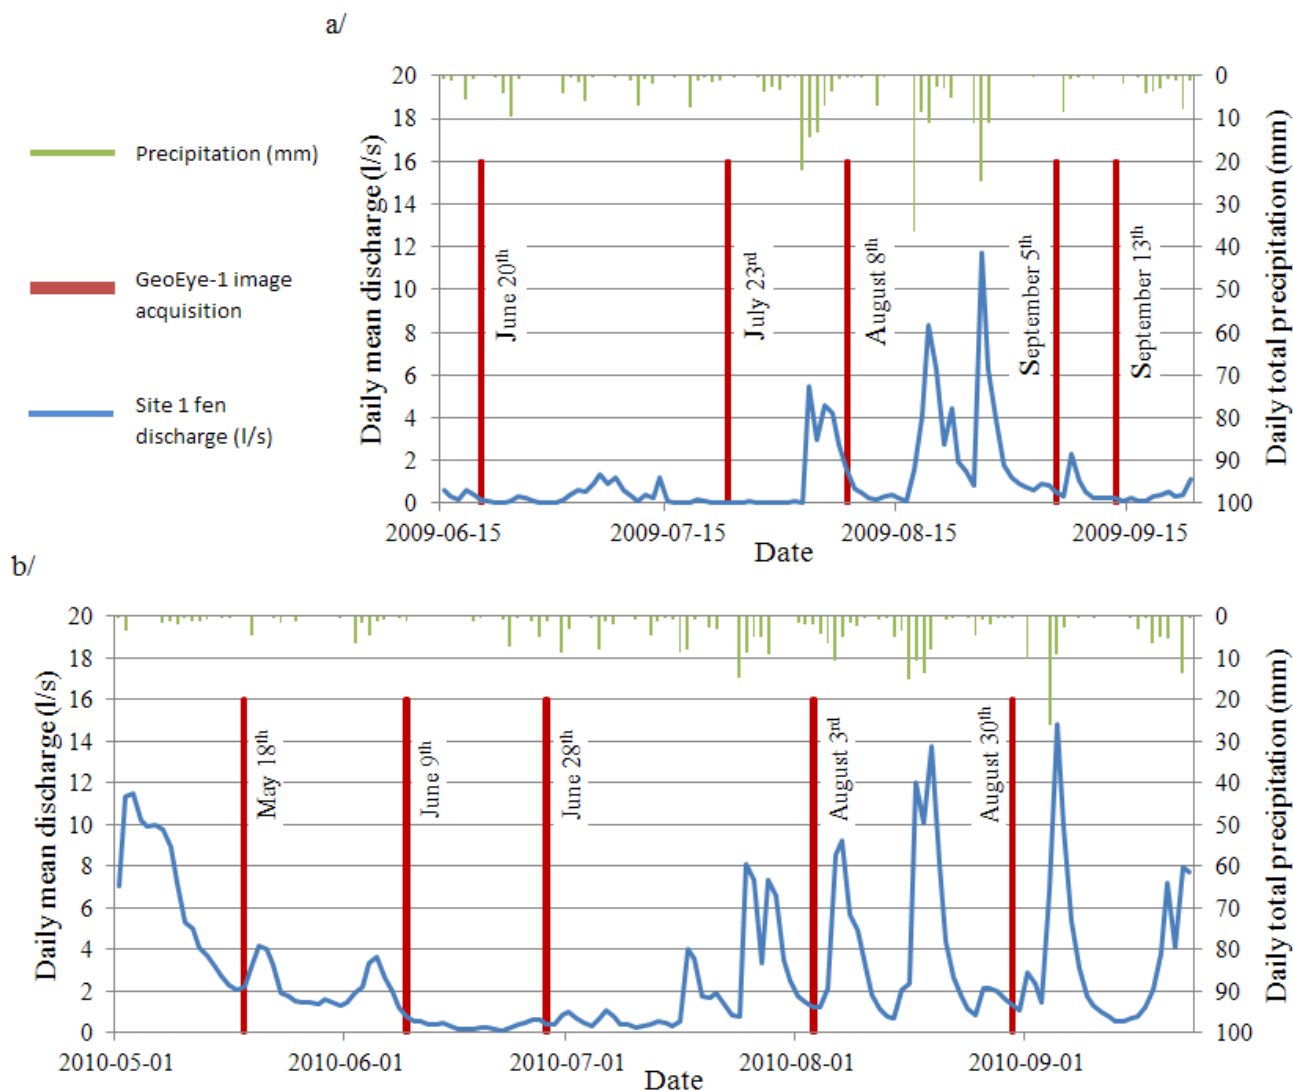 a/
Precipitation (mm)
GeoEye-1 image
acquisition
Site 1 fen
discharge (l/s)
Daily mean discharge (l/s)
20
18
16
14
12
10
8
6
4
2
0
June 20th
July 23rd
August 8th
September 5th
September 13th
0
10
20
30
40
50
60
70
80
90
100
Daily total precipitation (mm)
2009-06-15
2009-07-15
2009-08-15
2009-09-15
Date
b/
Daily mean discharge (l/s)
20
18
16
14
12
10
8
6
4
2
0
May 18th
June 9th
June 28th
August 3rd
August 30th
0
10
20
30
40
50
60
70
80
90
100
Daily total precipitation (mm)
2010-05-01
2010-06-01
2010-07-01
2010-08-01
2010-09-01
Date